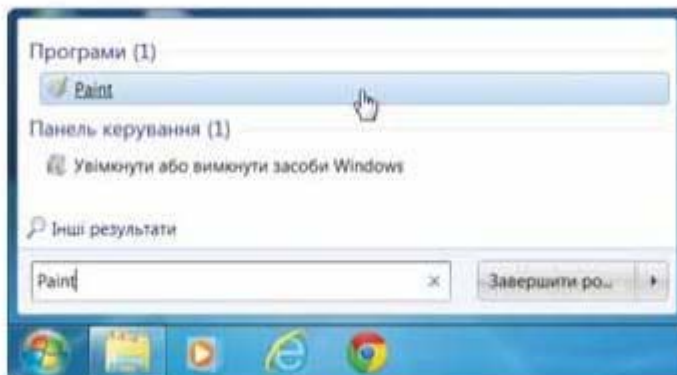 Програми (1)
Paint
Панель керування (1)
Увімкнути або вимкнути засоби Windows
Інші результати
Paint
Завершити ро...